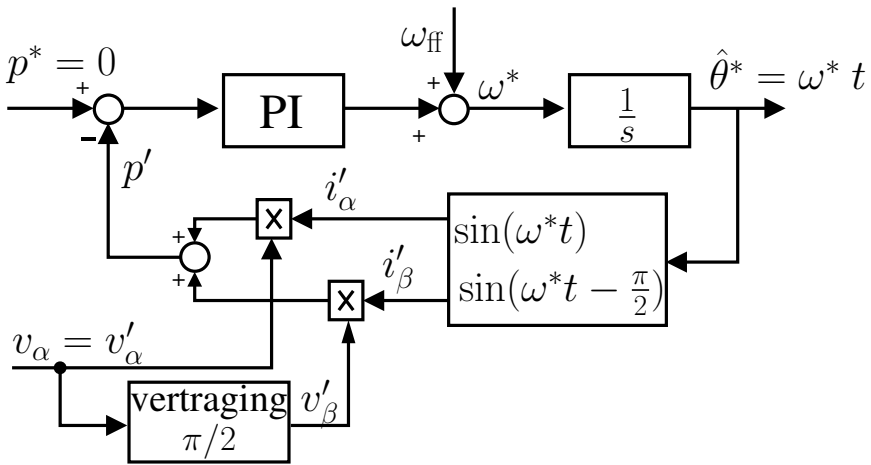 p* = 0
+
−
PI
ω_ff
+
+
ω*
1/s
θ̂* = ω* t
p′
+
+
×
i′_α
×
i′_β
sin(ω*t)
sin(ω*t − π/2)
v_α = v′_α
vertraging
π/2
v′_β